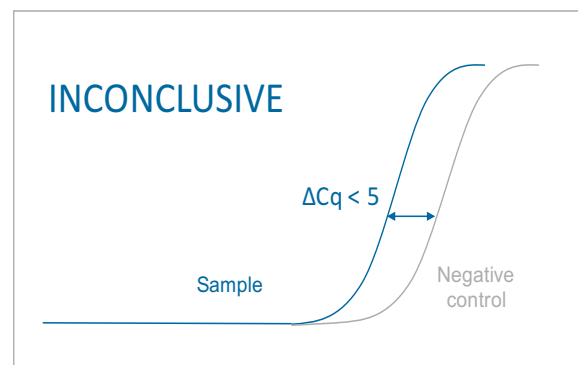 INCONCLUSIVE
ΔCq < 5
Sample
Negative
control